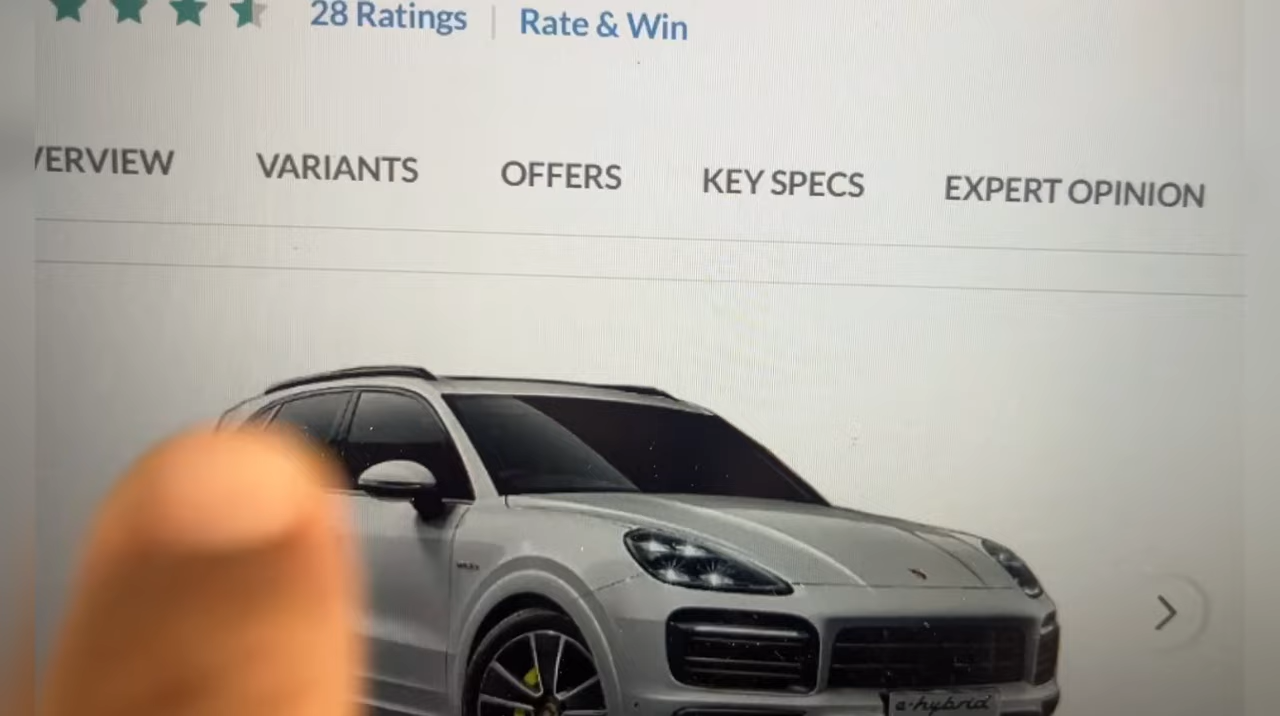 28 Ratings | Rate & Win
VERVIEW VARIANTS OFFERS KEY SPECS EXPERT OPINION
e-hybrid